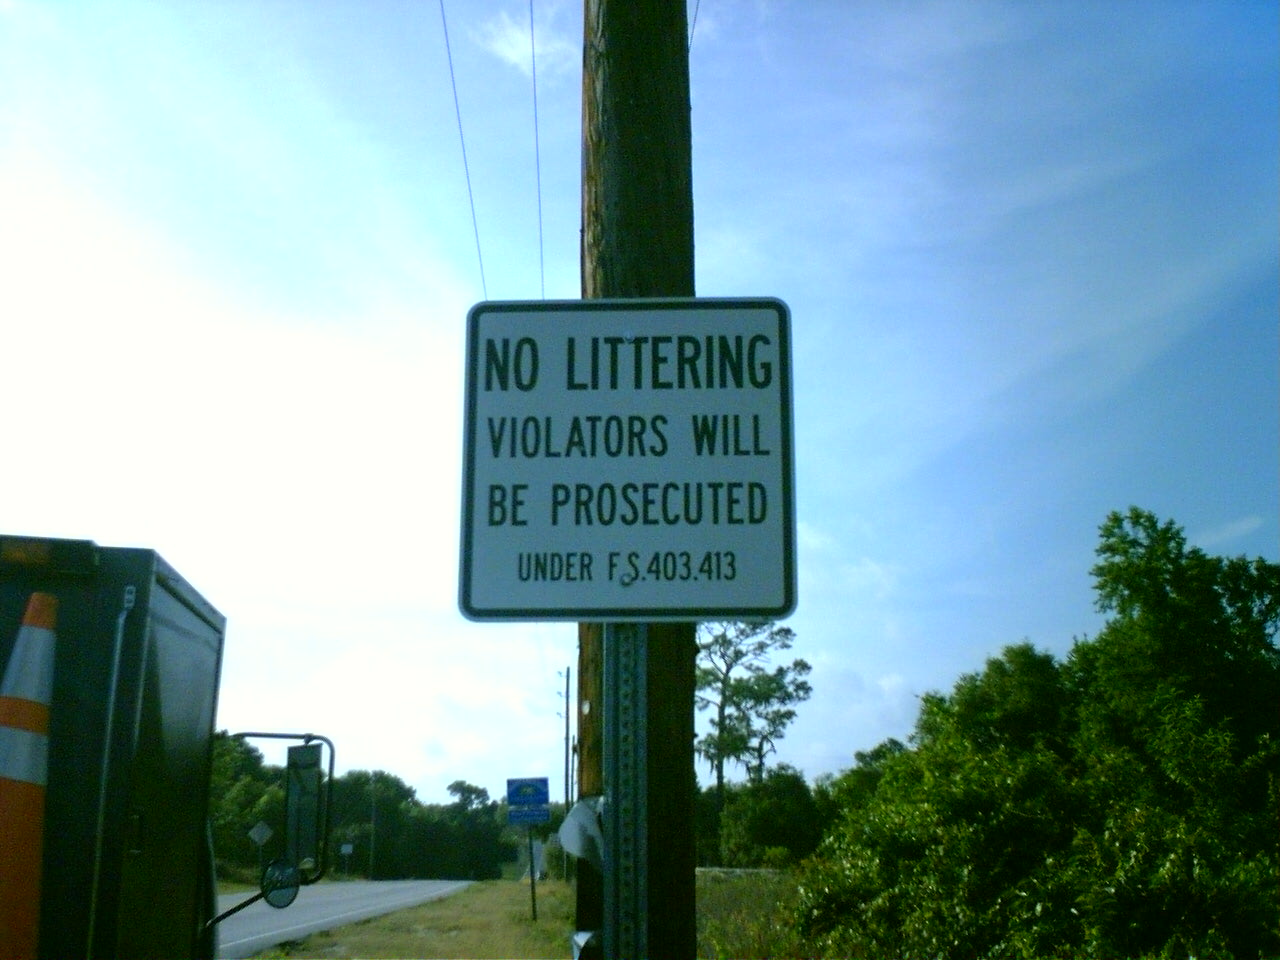 NO LITTERING
VIOLATORS WILL
BE PROSECUTED
UNDER F.S.403.413